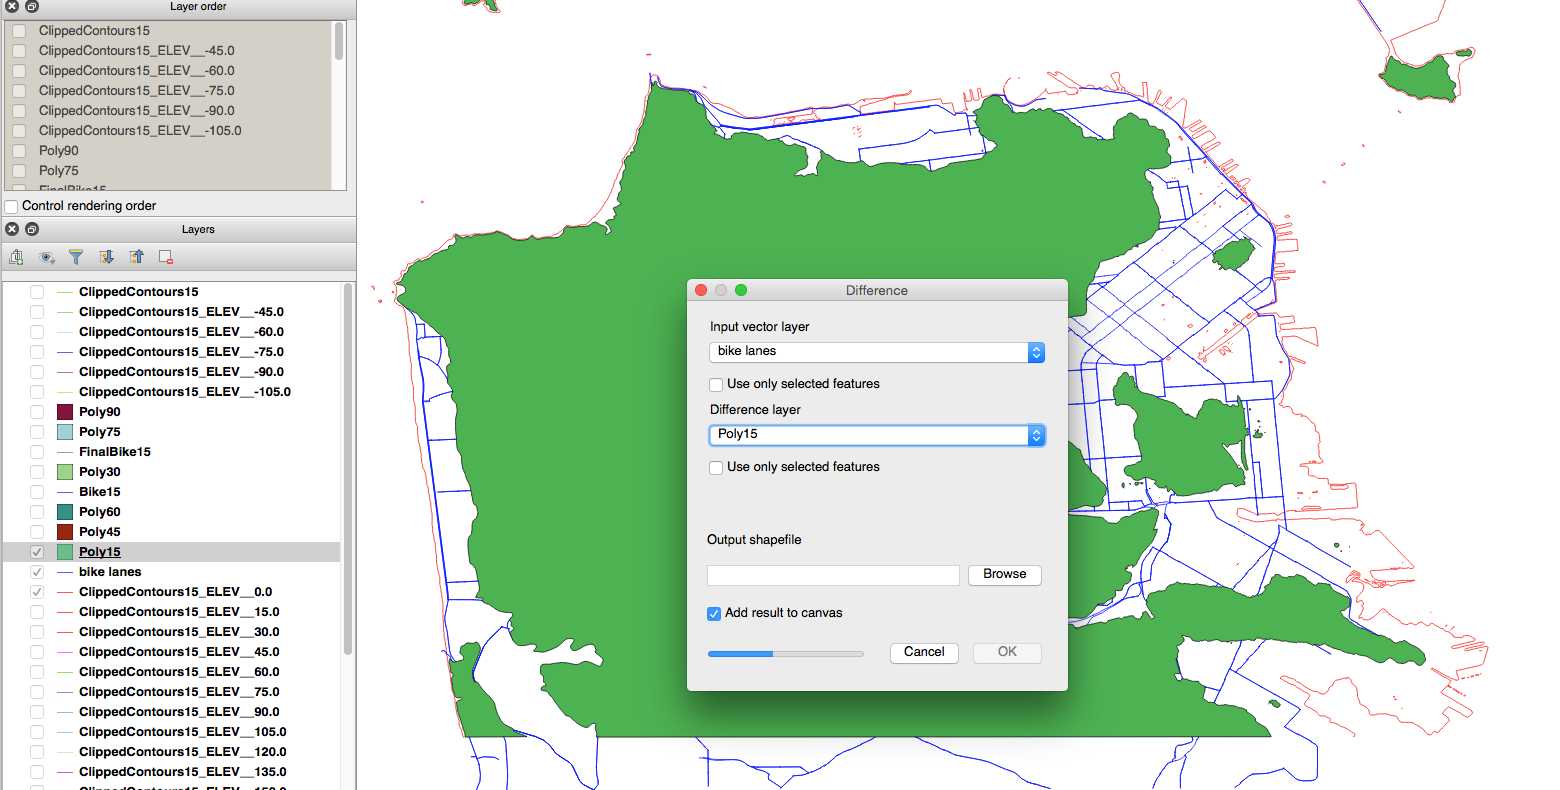 Layer order
ClippedContours15
ClippedContours15_ELEV__-45.0
ClippedContours15_ELEV__-60.0
ClippedContours15_ELEV__-75.0
ClippedContours15_ELEV__-90.0
ClippedContours15_ELEV__-105.0
Poly90
Poly75
FinalBike15
Control rendering order
Layers
ClippedContours15
ClippedContours15_ELEV__-45.0
ClippedContours15_ELEV__-60.0
ClippedContours15_ELEV__-75.0
ClippedContours15_ELEV__-90.0
ClippedContours15_ELEV__-105.0
Poly90
Poly75
FinalBike15
Poly30
Bike15
Poly60
Poly45
Poly15
bike lanes
ClippedContours15_ELEV__0.0
ClippedContours15_ELEV__15.0
ClippedContours15_ELEV__30.0
ClippedContours15_ELEV__45.0
ClippedContours15_ELEV__60.0
ClippedContours15_ELEV__75.0
ClippedContours15_ELEV__90.0
ClippedContours15_ELEV__105.0
ClippedContours15_ELEV__120.0
ClippedContours15_ELEV__135.0
ClippedContours15_ELEV__150.0
Difference
Input vector layer
bike lanes
Use only selected features
Difference layer
Poly15
Use only selected features
Output shapefile
Browse
Add result to canvas
Cancel
OK